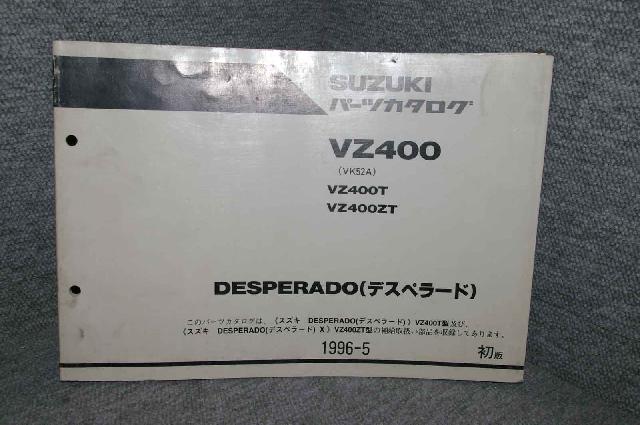 SUZUKI
パーツカタログ
VZ400
(VK52A)
VZ400T
VZ400ZT
DESPERADO(デスペラード)
このパーツカタログは、《スズキ DESPERADO(デスペラード)》VZ400T型及び、
《スズキ DESPERADO(デスペラード) X》VZ400ZT型の補給取扱い部品を収録してあります。
1996-5
初版